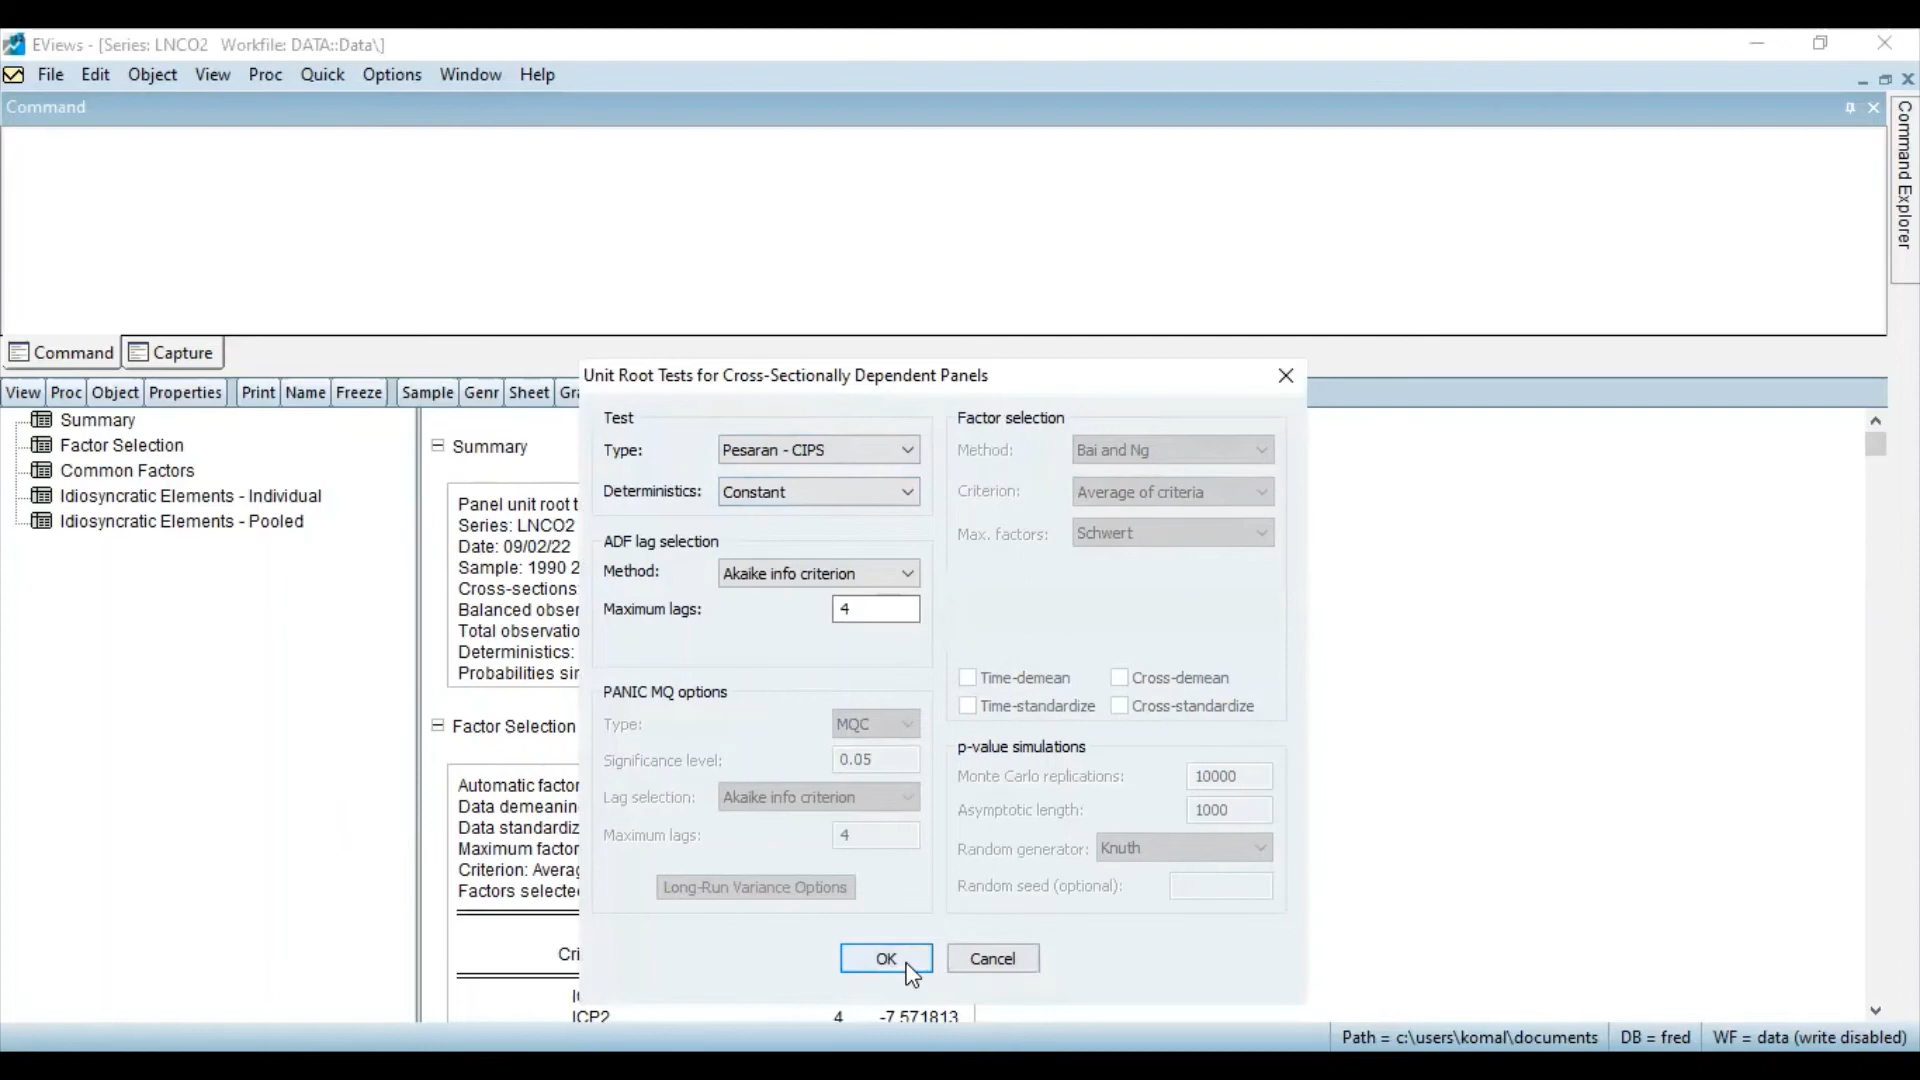 EViews - [Series: LNCO2   Workfile: DATA::Data\]
File Edit Object View Proc Quick Options Window Help
Command
Command Explorer
Command Capture
View Proc Object Properties Print Name Freeze Sample Genr Sheet Gr
Summary
Factor Selection
Common Factors
Idiosyncratic Elements - Individual
Idiosyncratic Elements - Pooled
Summary
Panel unit root t
Series: LNCO2
Date: 09/02/22
Sample: 1990 2
Cross-sections
Balanced obser
Total observatio
Deterministics:
Probabilities sin
Factor Selection
Automatic factor
Data demeanin
Data standardiz
Maximum factor
Criterion: Averag
Factors selected
Cri
ICP2 4 -7.571813
Unit Root Tests for Cross-Sectionally Dependent Panels
Test
Type: Pesaran - CIPS
Deterministics: Constant
ADF lag selection
Method: Akaike info criterion
Maximum lags: 4
PANIC MQ options
Type: MQC
Significance level: 0.05
Lag selection: Akaike info criterion
Maximum lags: 4
Long-Run Variance Options
Factor selection
Method: Bai and Ng
Criterion: Average of criteria
Max. factors: Schwert
Time-demean Cross-demean
Time-standardize Cross-standardize
p-value simulations
Monte Carlo replications: 10000
Asymptotic length: 1000
Random generator: Knuth
Random seed (optional):
OK Cancel
Path = c:\users\komal\documents DB = fred WF = data (write disabled)